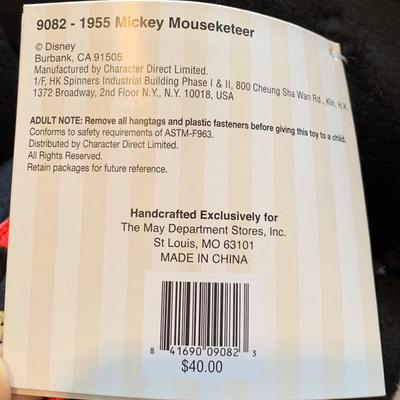 9082 - 1955 Mickey Mouseketeer
© Disney
Burbank, CA 91505
Manufactured by Character Direct Limited.
1/F, HK Spinners Industrial Building Phase I & II, 800 Cheung Sha Wan Rd., Kln, H.K.
1372 Broadway, 2nd Floor N.Y., N.Y. 10018, USA
ADULT NOTE: Remove all hangtags and plastic fasteners before giving this toy to a child.
Conforms to safety requirements of ASTM-F963.
Distributed by Character Direct Limited.
All Rights Reserved.
Retain packages for future reference.
Handcrafted Exclusively for
The May Department Stores, Inc.
St Louis, MO 63101
MADE IN CHINA
8 41690 09082 3
$40.00